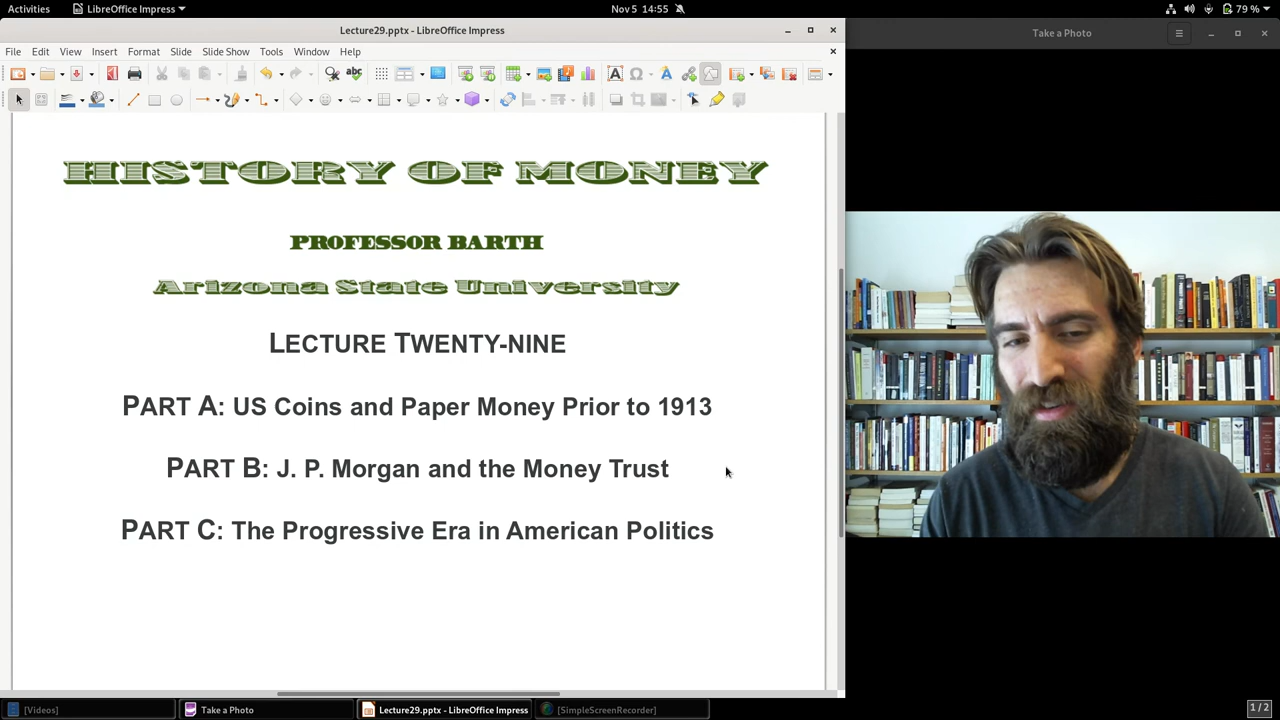 Activities
LibreOffice Impress
Nov 5 14:55
79 %
Lecture29.pptx - LibreOffice Impress
Take a Photo
File Edit View Insert Format Slide Slide Show Tools Window Help
HISTORY OF MONEY
PROFESSOR BARTH
Arizona State University
LECTURE TWENTY-NINE
PART A: US Coins and Paper Money Prior to 1913
PART B: J. P. Morgan and the Money Trust
PART C: The Progressive Era in American Politics
[Videos]
Take a Photo
Lecture29.pptx - LibreOffice Impress
[SimpleScreenRecorder]
1 / 2